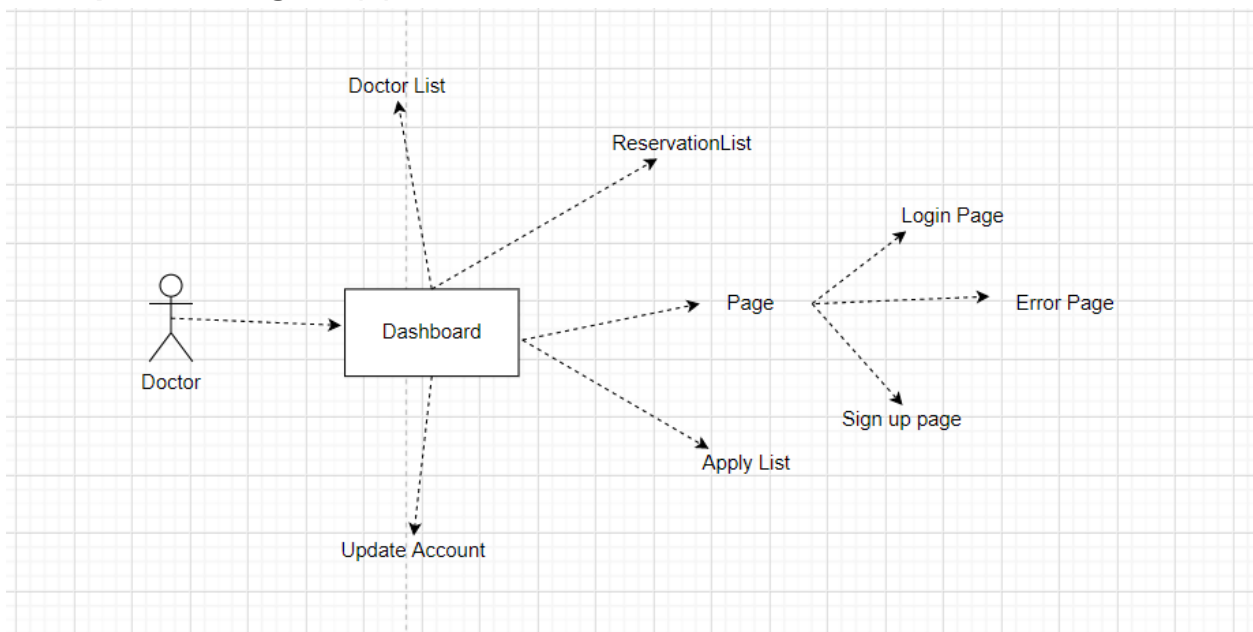 Doctor List
ReservationList
Login Page
Page
Error Page
Dashboard
Doctor
Sign up page
Apply List
Update Account